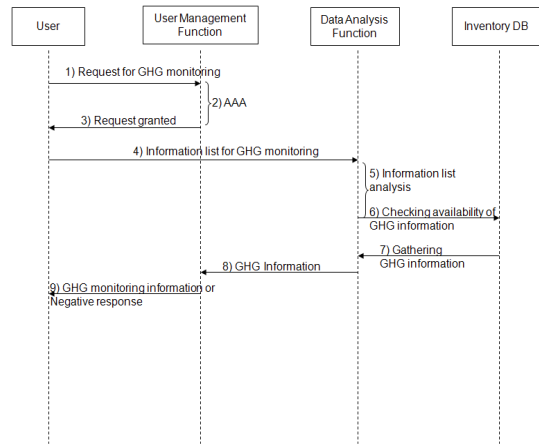 User
User Management
Function
Data Analysis
Function
Inventory DB
1) Request for GHG monitoring
2) AAA
3) Request granted
4) Information list for GHG monitoring
5) Information list
analysis
6) Checking availability of
GHG information
7) Gathering
GHG information
8) GHG Information
9) GHG monitoring information or
Negative response